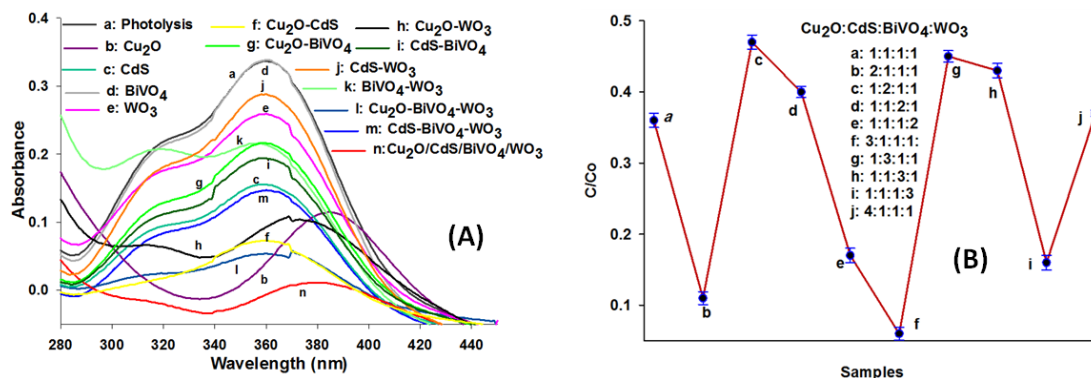 a: Photolysis
b: Cu₂O
c: CdS
d: BiVO₄
e: WO₃
f: Cu₂O-CdS
g: Cu₂O-BiVO₄
h: Cu₂O-WO₃
i: CdS-BiVO₄
j: CdS-WO₃
k: BiVO₄-WO₃
l: Cu₂O-BiVO₄-WO₃
m: CdS-BiVO₄-WO₃
n:Cu₂O/CdS/BiVO₄/WO₃
0.4
0.3
0.2
0.1
0.0
Absorbance
a
d
j
e
k
g
i
c
m
h
f
l
b
n
(A)
280
300
320
340
360
380
400
420
440
Wavelength (nm)
Cu₂O:CdS:BiVO₄:WO₃
a: 1:1:1:1
b: 2:1:1:1
c: 1:2:1:1
d: 1:1:2:1
e: 1:1:1:2
f: 3:1:1:1:
g: 1:3:1:1
h: 1:1:3:1
i: 1:1:1:3
j: 4:1:1:1
0.5
0.4
0.3
0.2
0.1
C/Co
a
b
c
d
e
f
g
h
i
j
(B)
Samples